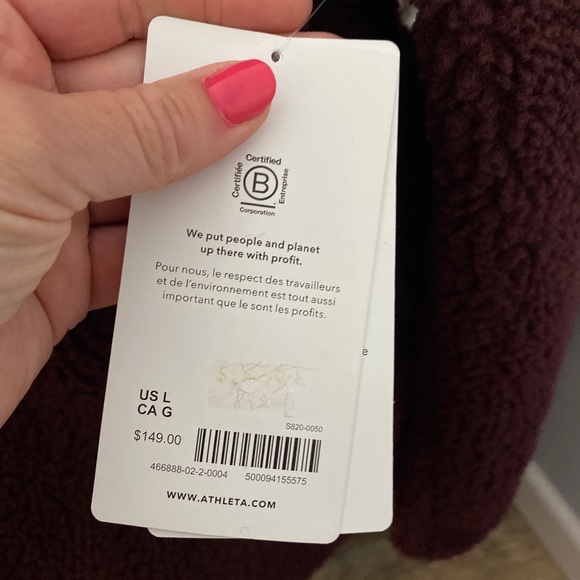 Certified
Certifiée
B
Entreprise
Corporation
We put people and planet
up there with profit.
Pour nous, le respect des travailleurs
et de l'environnement est tout aussi
important que le sont les profits.
e
US L
CA G
S820-0050
$149.00
466888-02-2-0004 500094155575
WWW.ATHLETA.COM